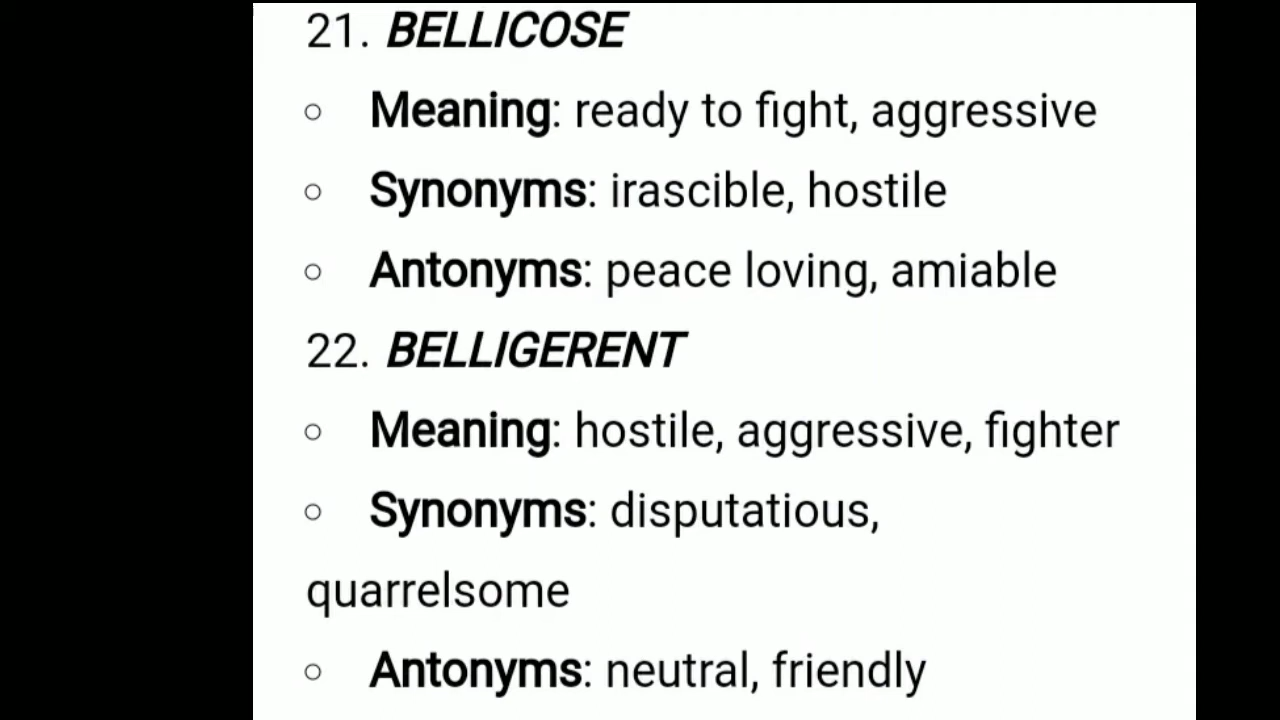 21. BELLICOSE
○ Meaning: ready to fight, aggressive
○ Synonyms: irascible, hostile
○ Antonyms: peace loving, amiable
22. BELLIGERENT
○ Meaning: hostile, aggressive, fighter
○ Synonyms: disputatious,
quarrelsome
○ Antonyms: neutral, friendly